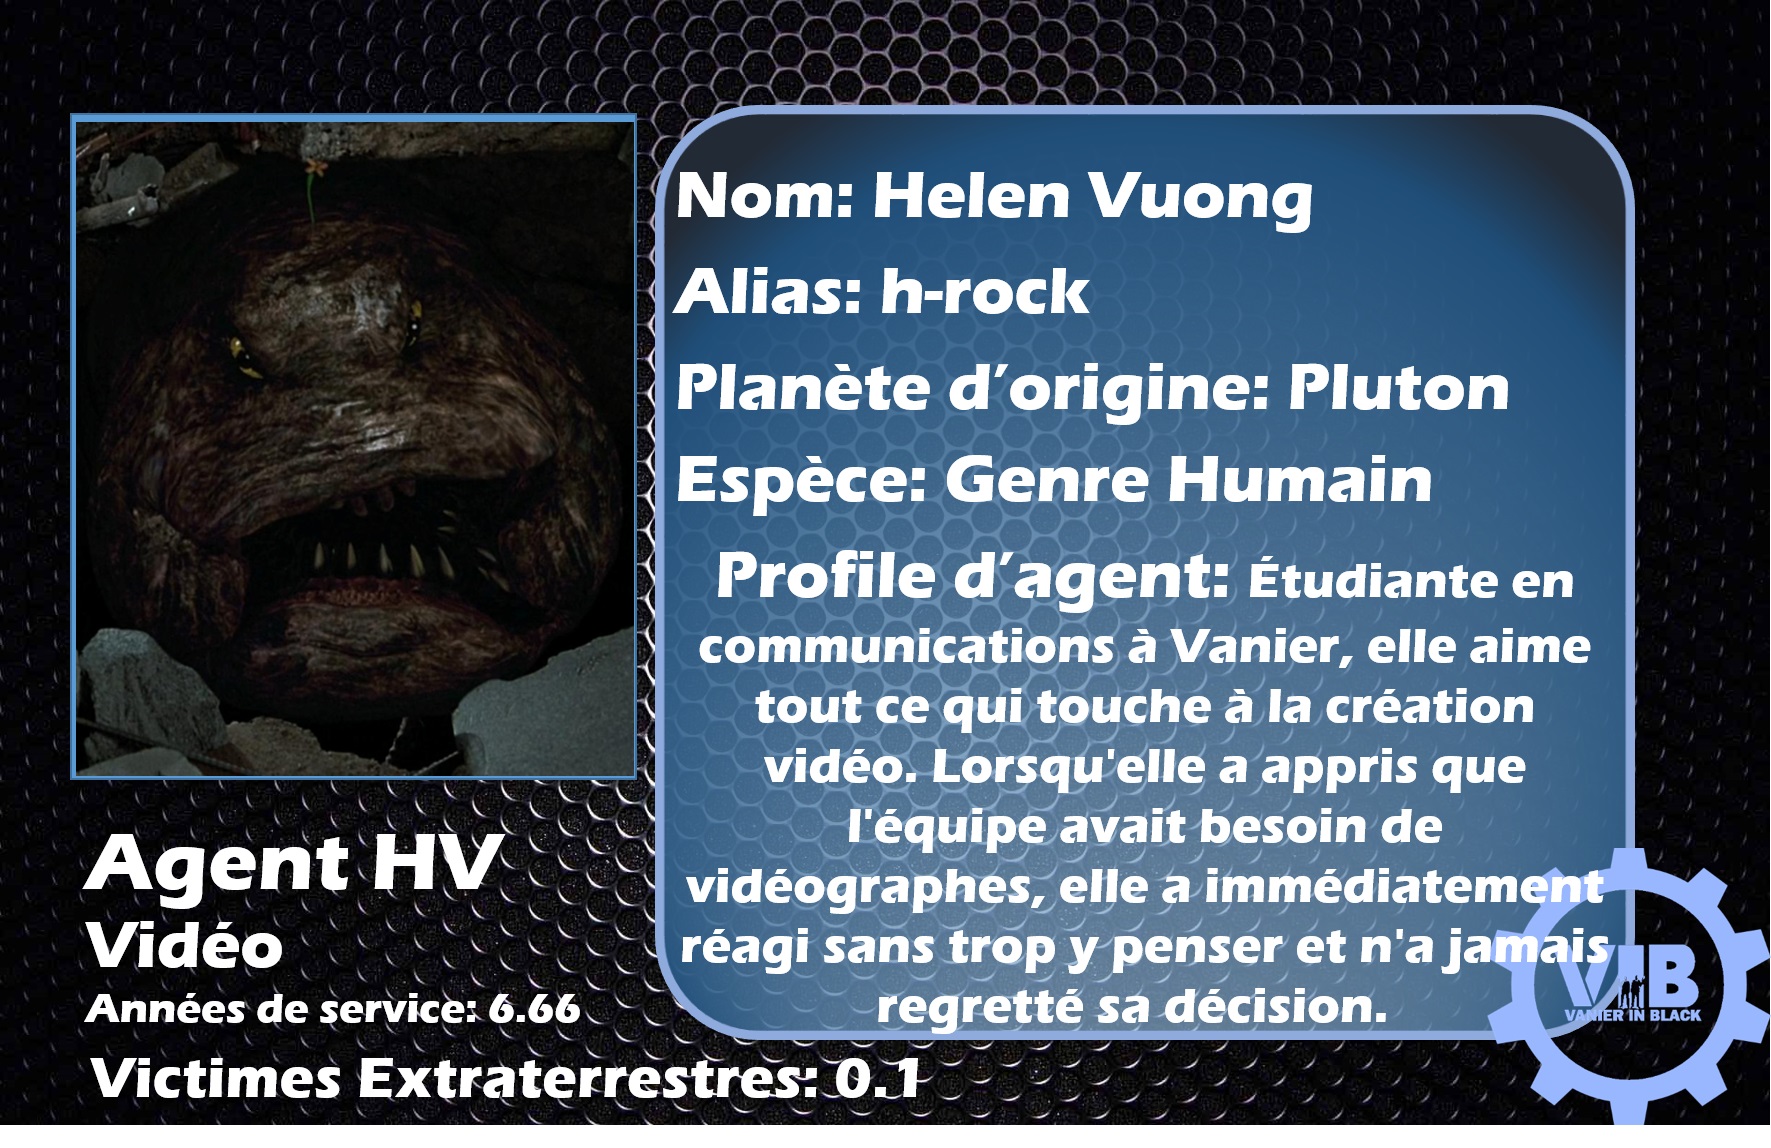 Nom: Helen Vuong
Alias: h-rock
Planète d’origine: Pluton
Espèce: Genre Humain
Profile d’agent: Étudiante en
communications à Vanier, elle aime
tout ce qui touche à la création
vidéo. Lorsqu'elle a appris que
l'équipe avait besoin de
vidéographes, elle a immédiatement
réagi sans trop y penser et n'a jamais
regretté sa décision.
Agent HV
Vidéo
Années de service: 6.66
Victimes Extraterrestres: 0.1
VIB
VANIER IN BLACK